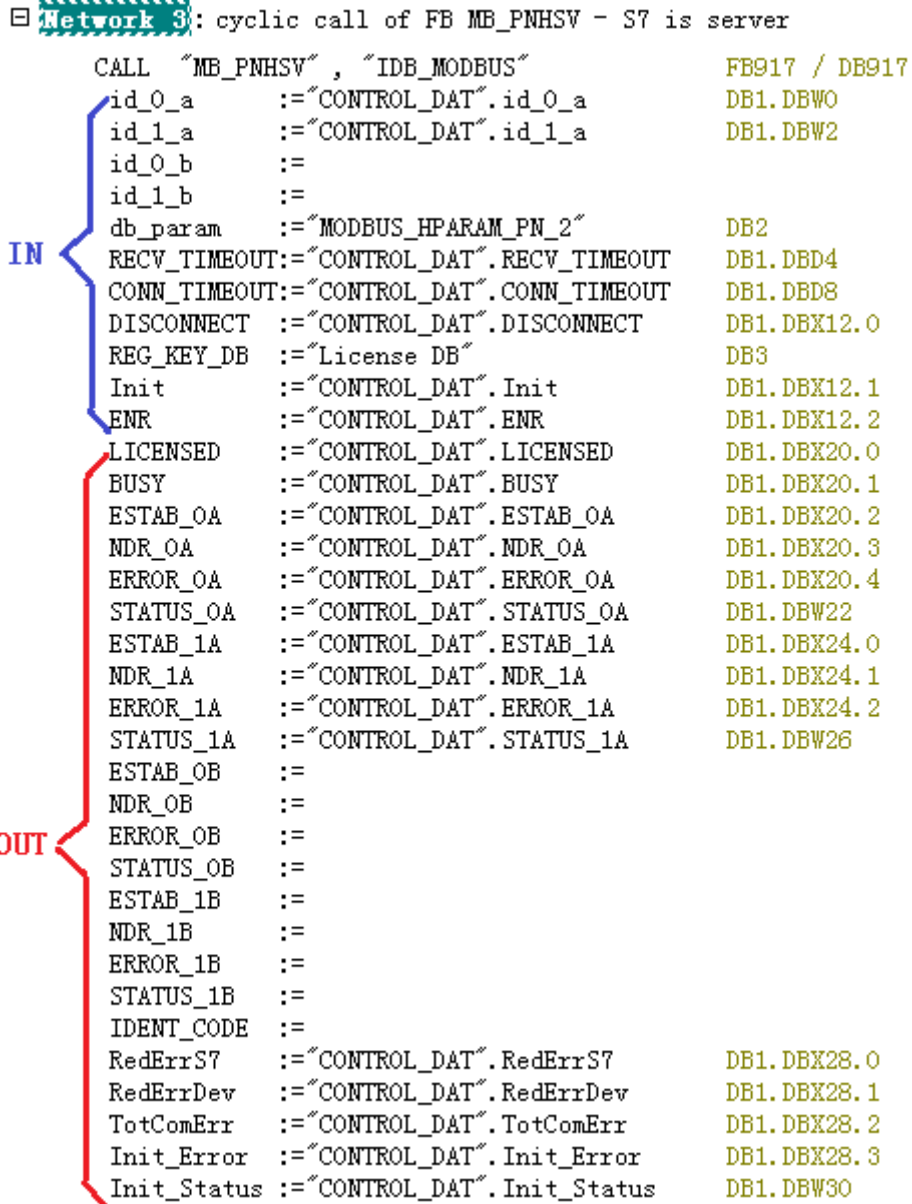 Network 3: cyclic call of FB MB_PNHSV - S7 is server
CALL "MB_PNHSV" , "IDB_MODBUS" FB917 / DB917
id_0_a :="CONTROL_DAT".id_0_a DB1.DBW0
id_1_a :="CONTROL_DAT".id_1_a DB1.DBW2
id_0_b :=
id_1_b :=
db_param :="MODBUS_HPARAM_PN_2" DB2
IN
RECV_TIMEOUT:="CONTROL_DAT".RECV_TIMEOUT DB1.DBD4
CONN_TIMEOUT:="CONTROL_DAT".CONN_TIMEOUT DB1.DBD8
DISCONNECT :="CONTROL_DAT".DISCONNECT DB1.DBX12.0
REG_KEY_DB :="License DB" DB3
Init :="CONTROL_DAT".Init DB1.DBX12.1
ENR :="CONTROL_DAT".ENR DB1.DBX12.2
LICENSED :="CONTROL_DAT".LICENSED DB1.DBX20.0
BUSY :="CONTROL_DAT".BUSY DB1.DBX20.1
ESTAB_0A :="CONTROL_DAT".ESTAB_0A DB1.DBX20.2
NDR_0A :="CONTROL_DAT".NDR_0A DB1.DBX20.3
ERROR_0A :="CONTROL_DAT".ERROR_0A DB1.DBX20.4
STATUS_0A :="CONTROL_DAT".STATUS_0A DB1.DBW22
ESTAB_1A :="CONTROL_DAT".ESTAB_1A DB1.DBX24.0
NDR_1A :="CONTROL_DAT".NDR_1A DB1.DBX24.1
ERROR_1A :="CONTROL_DAT".ERROR_1A DB1.DBX24.2
STATUS_1A :="CONTROL_DAT".STATUS_1A DB1.DBW26
ESTAB_0B :=
NDR_0B :=
OUT
ERROR_0B :=
STATUS_0B :=
ESTAB_1B :=
NDR_1B :=
ERROR_1B :=
STATUS_1B :=
IDENT_CODE :=
RedErrS7 :="CONTROL_DAT".RedErrS7 DB1.DBX28.0
RedErrDev :="CONTROL_DAT".RedErrDev DB1.DBX28.1
TotComErr :="CONTROL_DAT".TotComErr DB1.DBX28.2
Init_Error :="CONTROL_DAT".Init_Error DB1.DBX28.3
Init_Status :="CONTROL_DAT".Init_Status DB1.DBW30